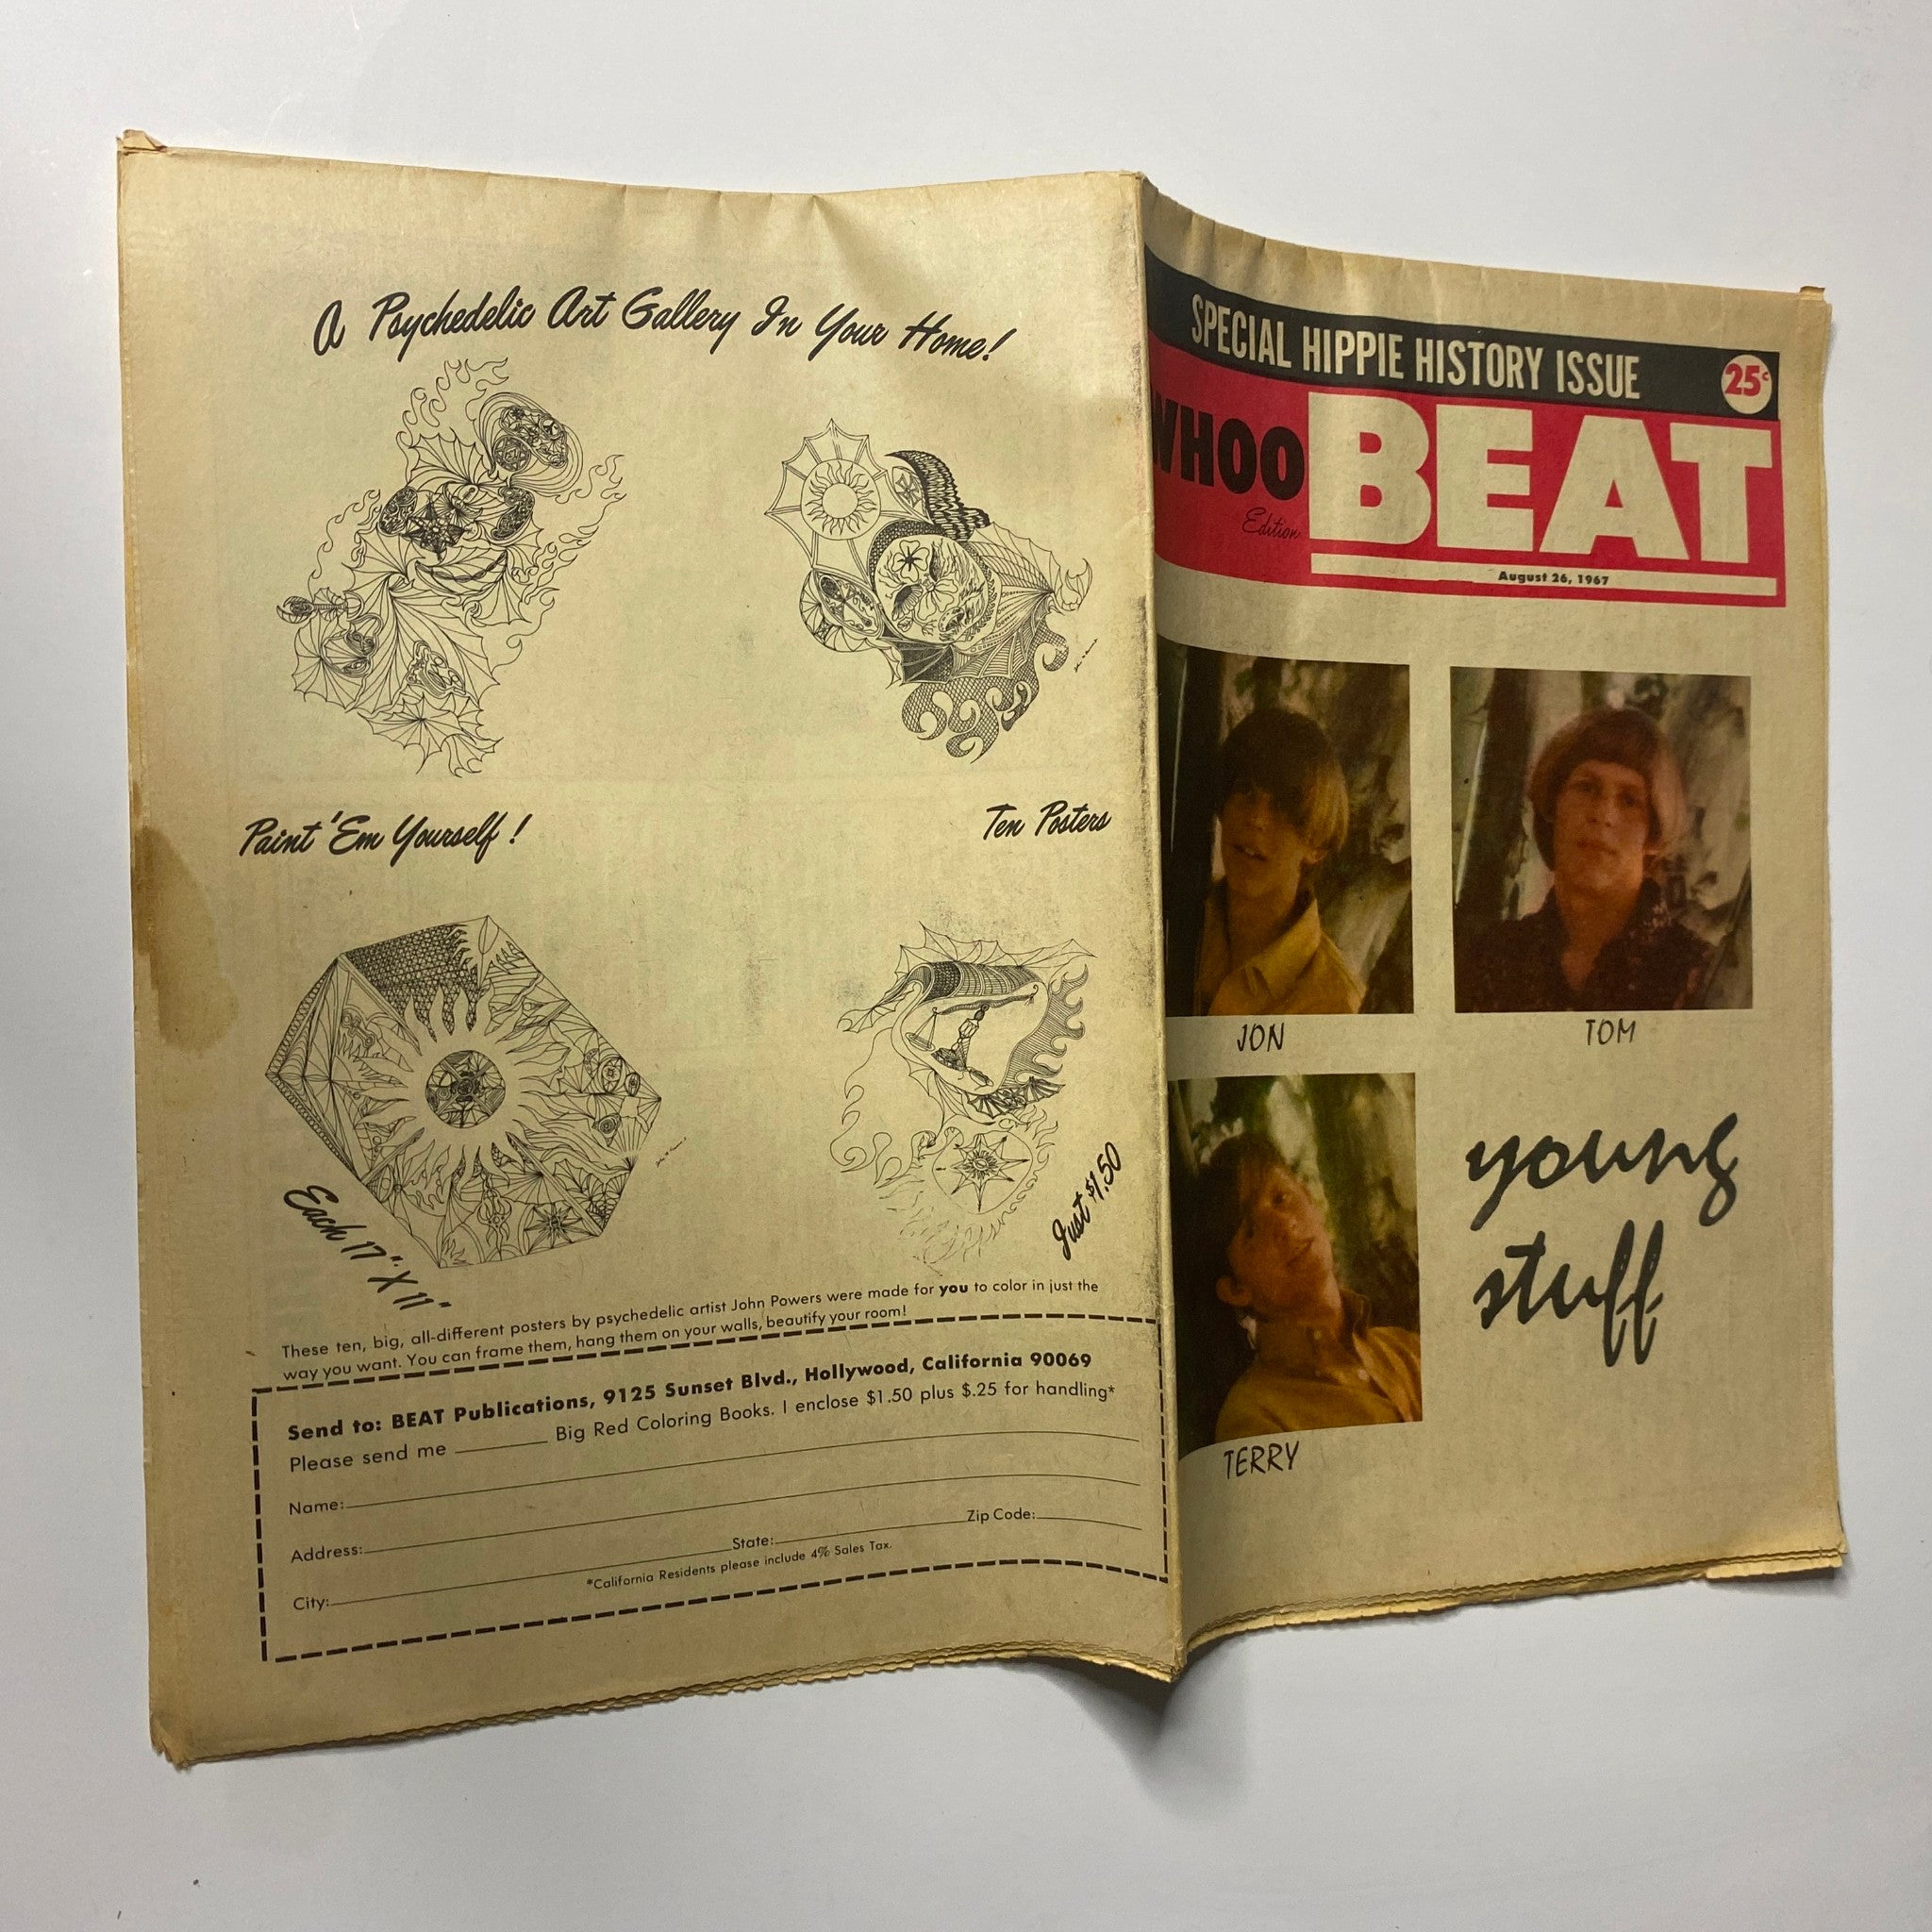 A Psychedelic Art Gallery In Your Home!
Paint 'Em Yourself!
Ten Posters
Each 17" X 11"
Just $1.50
These ten, big, all-different posters by psychedelic artist John Powers were made for you to color in just the
way you want. You can frame them, hang them on your walls, beautify your room!
Send to: BEAT Publications, 9125 Sunset Blvd., Hollywood, California 90069
Please send me Big Red Coloring Books. I enclose $1.50 plus $.25 for handling*
Name:
Address:
City: State: Zip Code:
*California Residents please include 4% Sales Tax.
SPECIAL HIPPIE HISTORY ISSUE
25¢
WHOO
Edition
BEAT
August 26, 1967
JON
TOM
TERRY
young
stuff